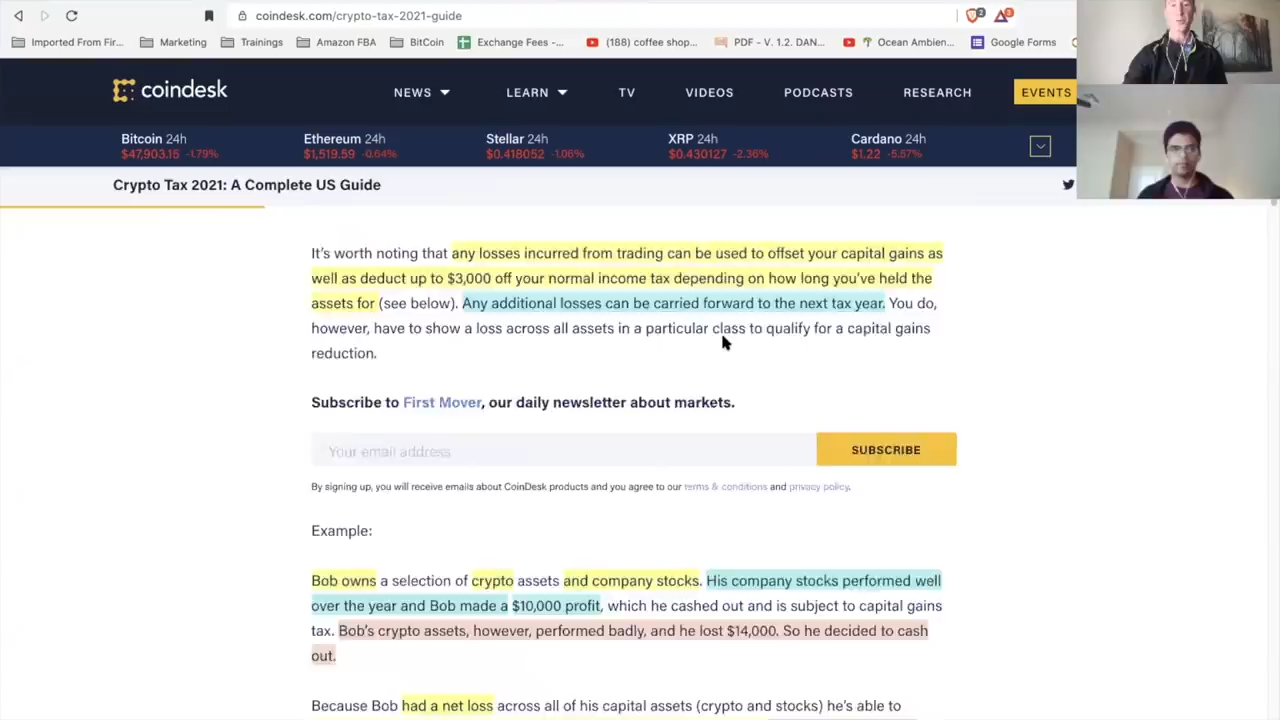 coindesk.com/crypto-tax-2021-guide
2
3
Imported From Fir...
Marketing
Trainings
Amazon FBA
BitCoin
Exchange Fees -...
(188) coffee shop...
PDF - V. 1.2. DAN...
Ocean Ambien...
Google Forms
coindesk
NEWS
LEARN
TV
VIDEOS
PODCASTS
RESEARCH
EVENTS
Bitcoin 24h
$47,903.15 -1.79%
Ethereum 24h
$1,519.59 -0.64%
Stellar 24h
$0.418052 -1.06%
XRP 24h
$0.430127 -2.36%
Cardano 24h
$1.22 -5.57%
Crypto Tax 2021: A Complete US Guide
It's worth noting that any losses incurred from trading can be used to offset your capital gains as
well as deduct up to $3,000 off your normal income tax depending on how long you've held the
assets for (see below). Any additional losses can be carried forward to the next tax year. You do,
however, have to show a loss across all assets in a particular class to qualify for a capital gains
reduction.
Subscribe to First Mover, our daily newsletter about markets.
Your email address
SUBSCRIBE
By signing up, you will receive emails about CoinDesk products and you agree to our terms & conditions and privacy policy.
Example:
Bob owns a selection of crypto assets and company stocks. His company stocks performed well
over the year and Bob made a $10,000 profit, which he cashed out and is subject to capital gains
tax. Bob's crypto assets, however, performed badly, and he lost $14,000. So he decided to cash
out.
Because Bob had a net loss across all of his capital assets (crypto and stocks) he's able to